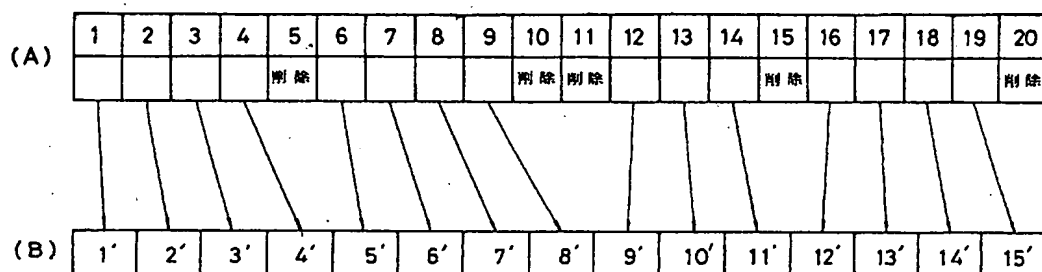 (A) 1 2 3 4 5 6 7 8 9 10 11 12 13 14 15 16 17 18 19 20
削除 削除 削除 削除 削除
(B) 1′ 2′ 3′ 4′ 5′ 6′ 7′ 8′ 9′ 10′ 11′ 12′ 13′ 14′ 15′